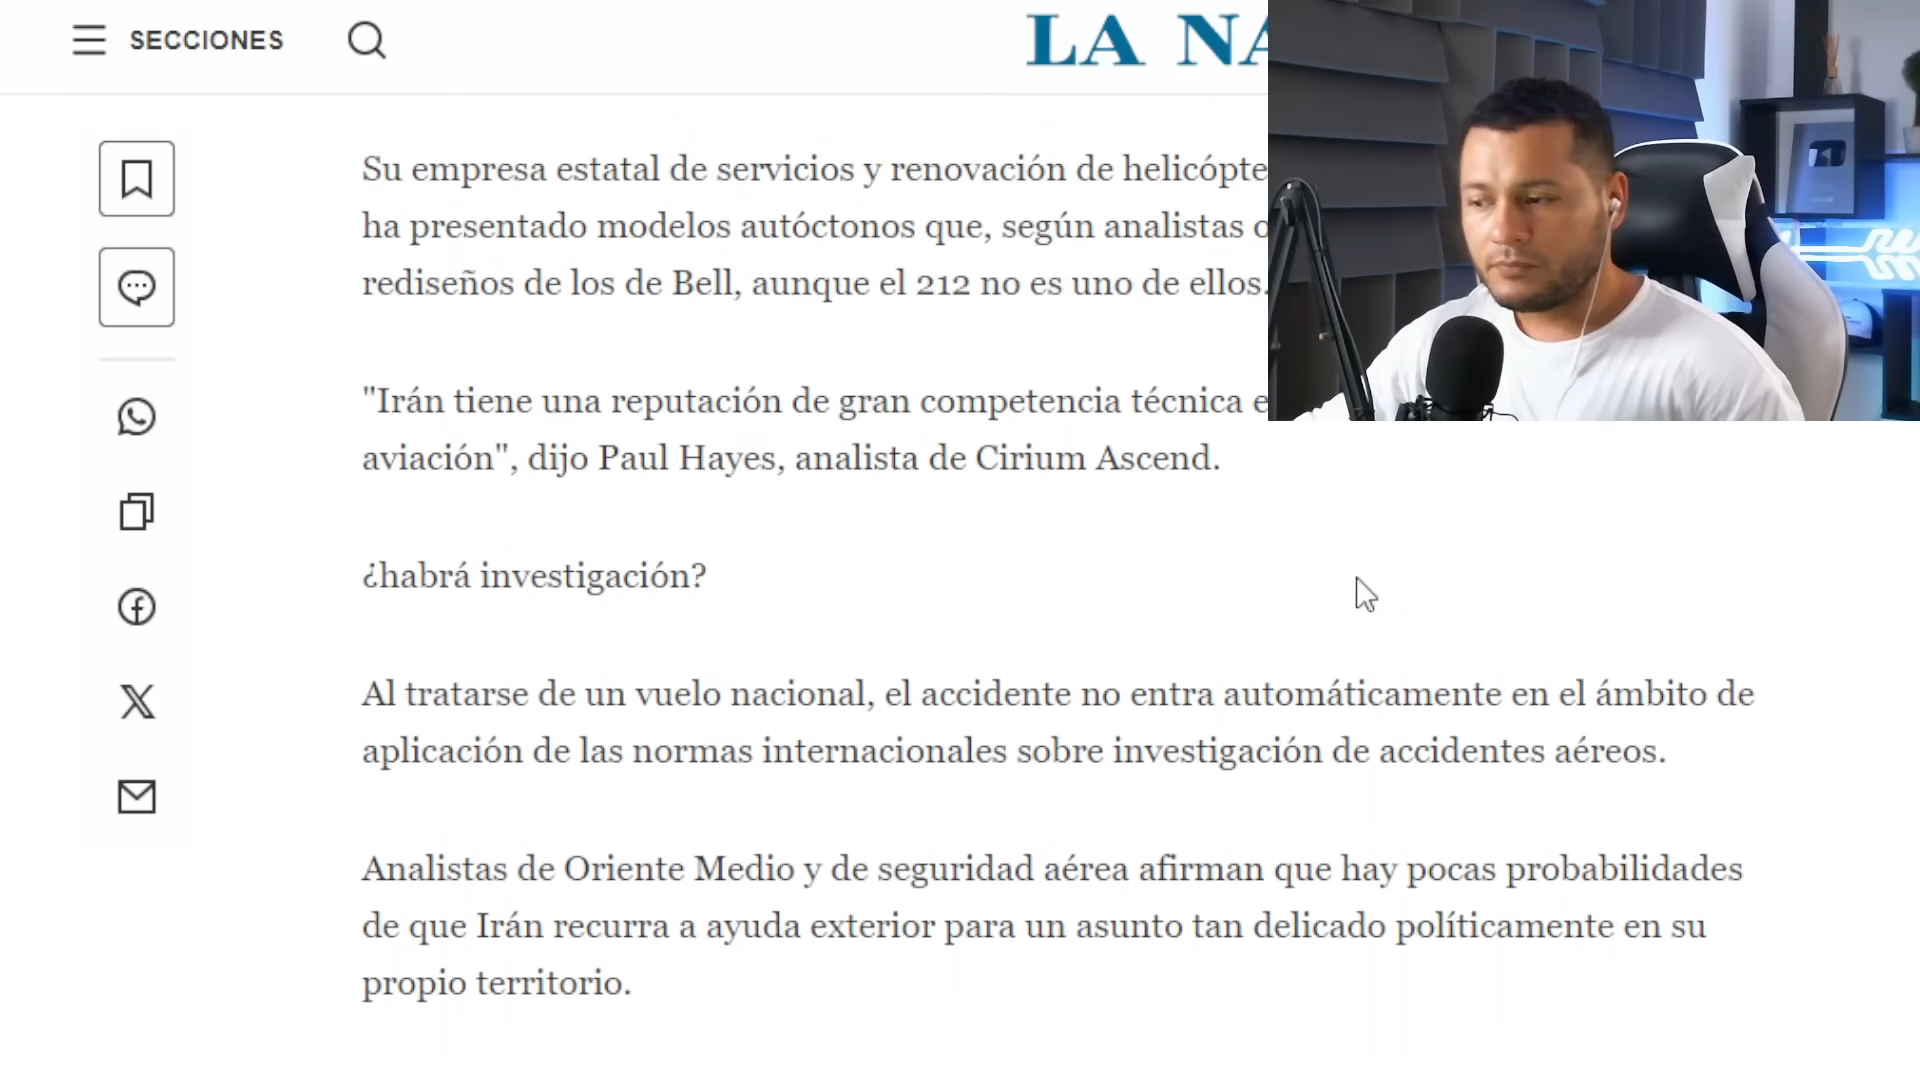 SECCIONES
LA NA
Su empresa estatal de servicios y renovación de helicópte
ha presentado modelos autóctonos que, según analistas o
rediseños de los de Bell, aunque el 212 no es uno de ellos.
"Irán tiene una reputación de gran competencia técnica e
aviación", dijo Paul Hayes, analista de Cirium Ascend.
¿habrá investigación?
Al tratarse de un vuelo nacional, el accidente no entra automáticamente en el ámbito de
aplicación de las normas internacionales sobre investigación de accidentes aéreos.
Analistas de Oriente Medio y de seguridad aérea afirman que hay pocas probabilidades
de que Irán recurra a ayuda exterior para un asunto tan delicado políticamente en su
propio territorio.